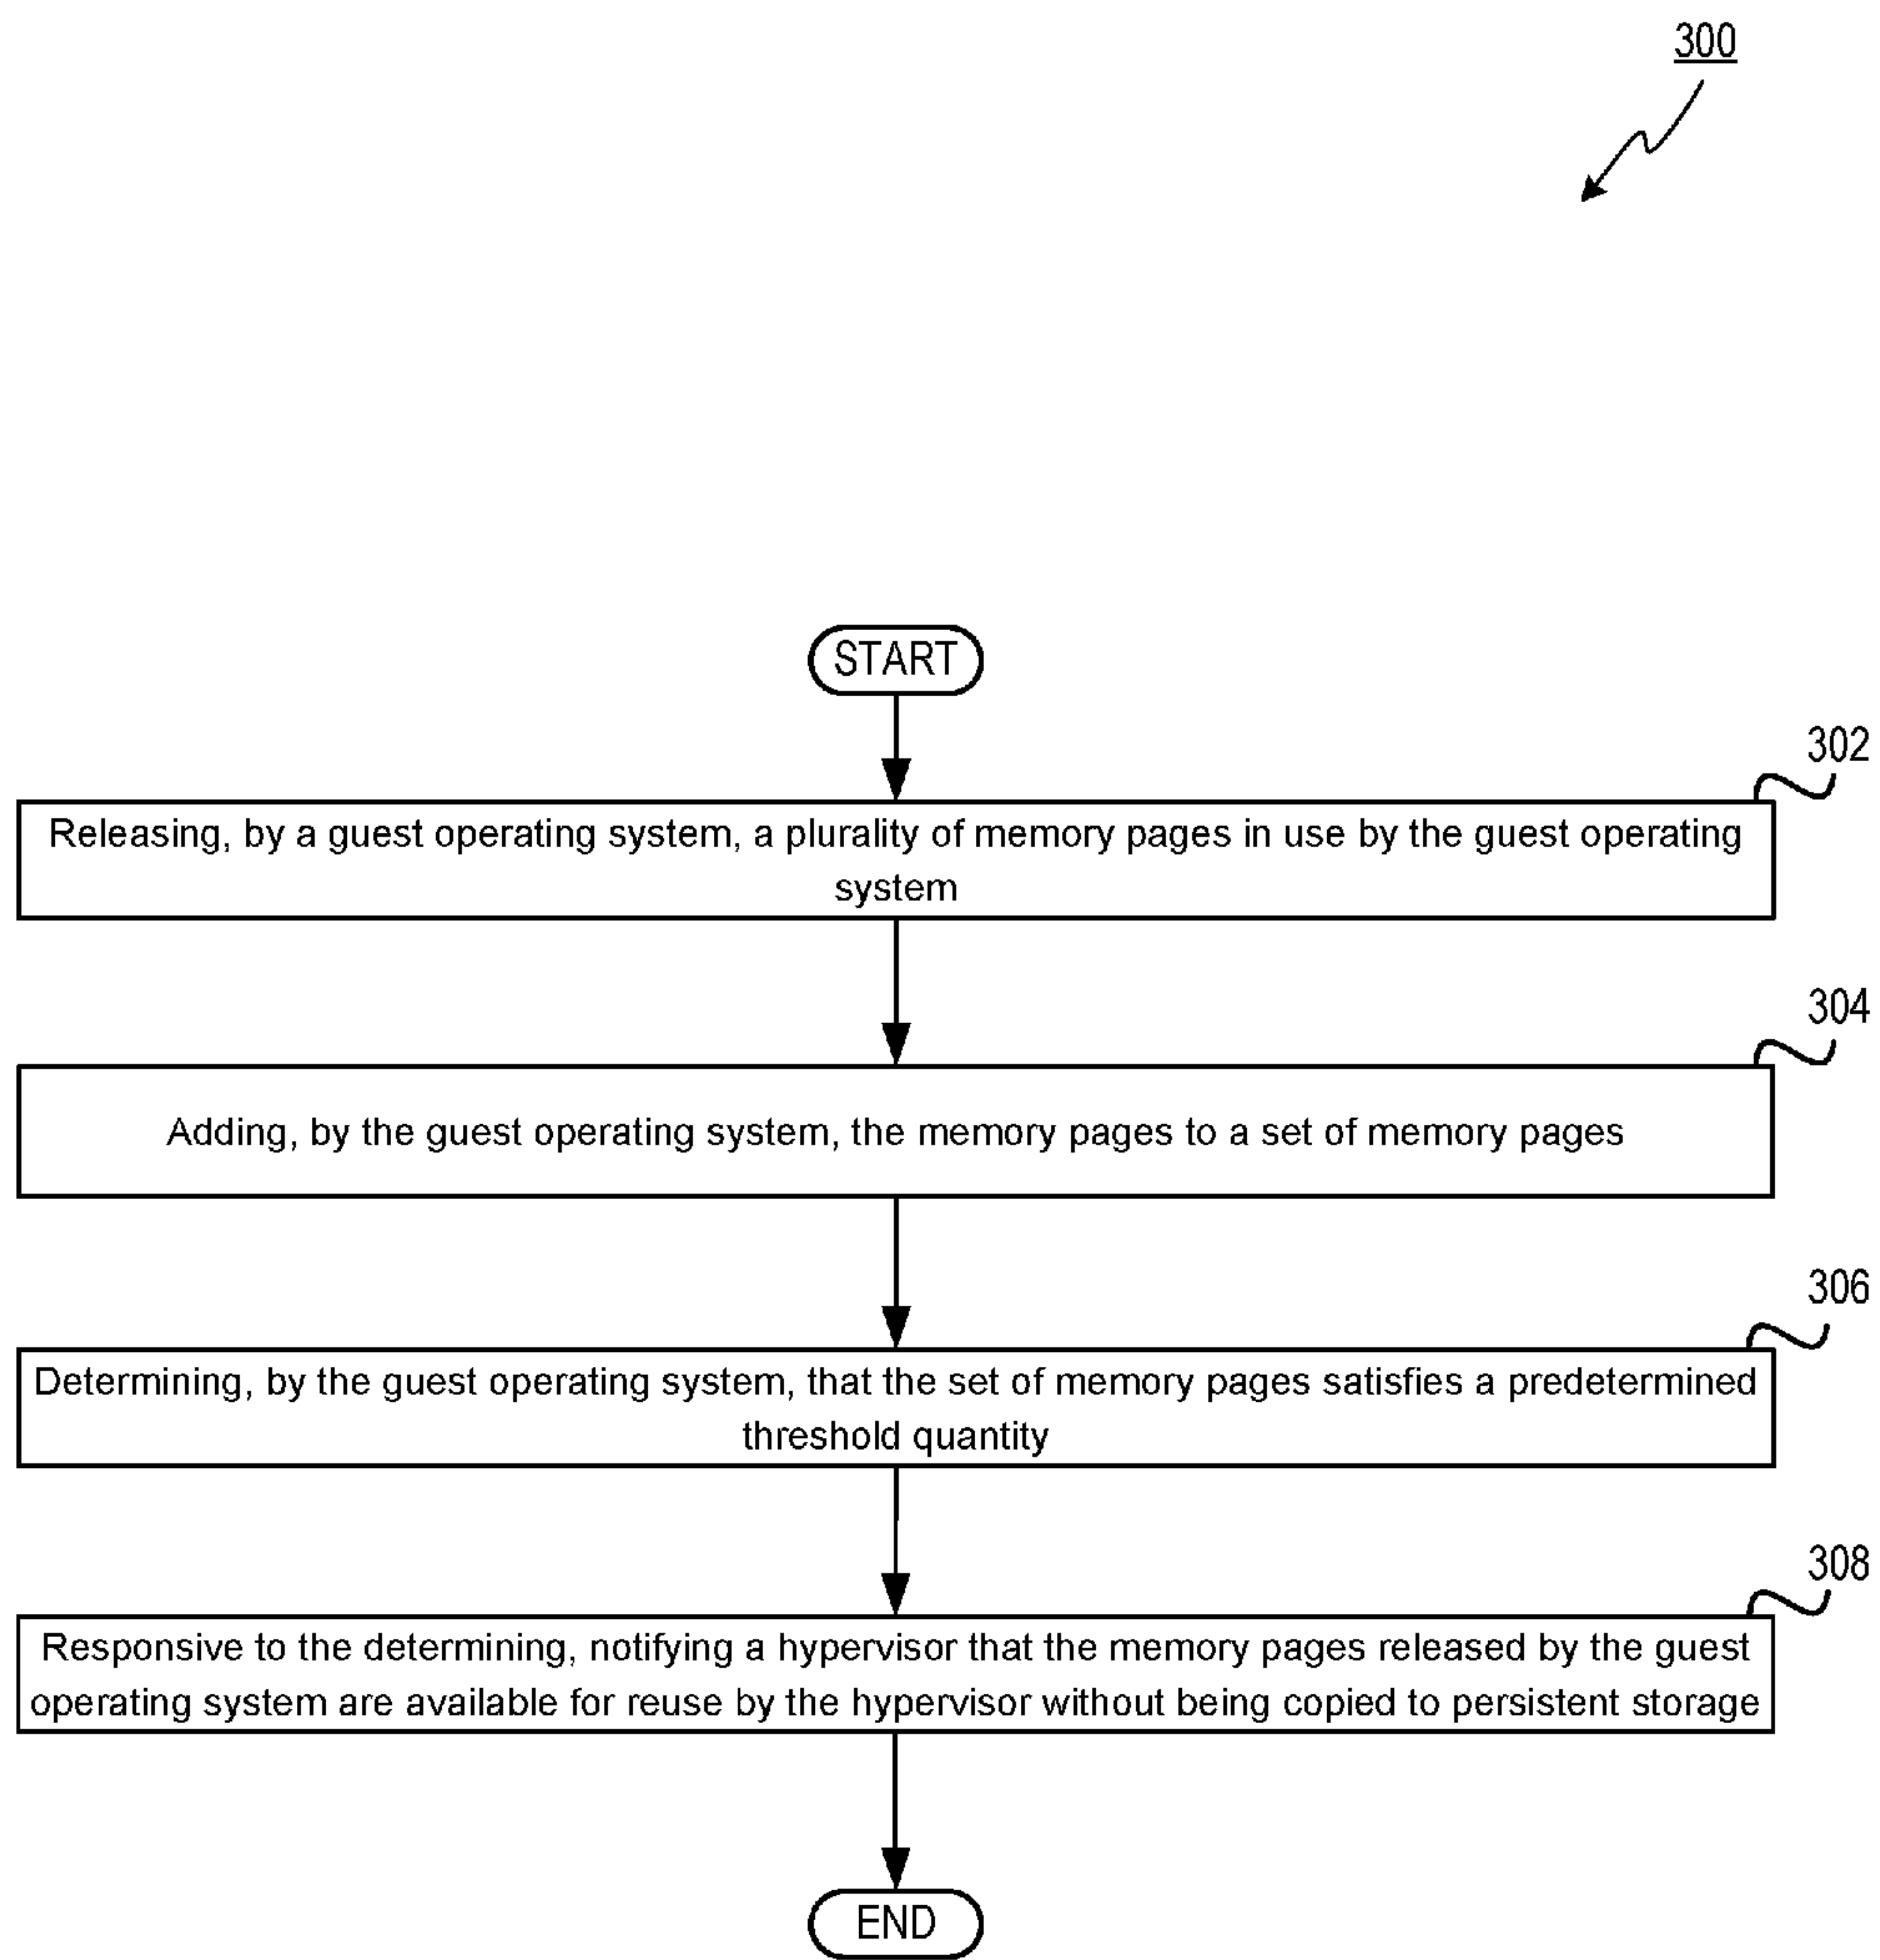 300
START
302
Releasing, by a guest operating system, a plurality of memory pages in use by the guest operating
system
304
Adding, by the guest operating system, the memory pages to a set of memory pages
306
Determining, by the guest operating system, that the set of memory pages satisfies a predetermined
threshold quantity
308
Responsive to the determining, notifying a hypervisor that the memory pages released by the guest
operating system are available for reuse by the hypervisor without being copied to persistent storage
END